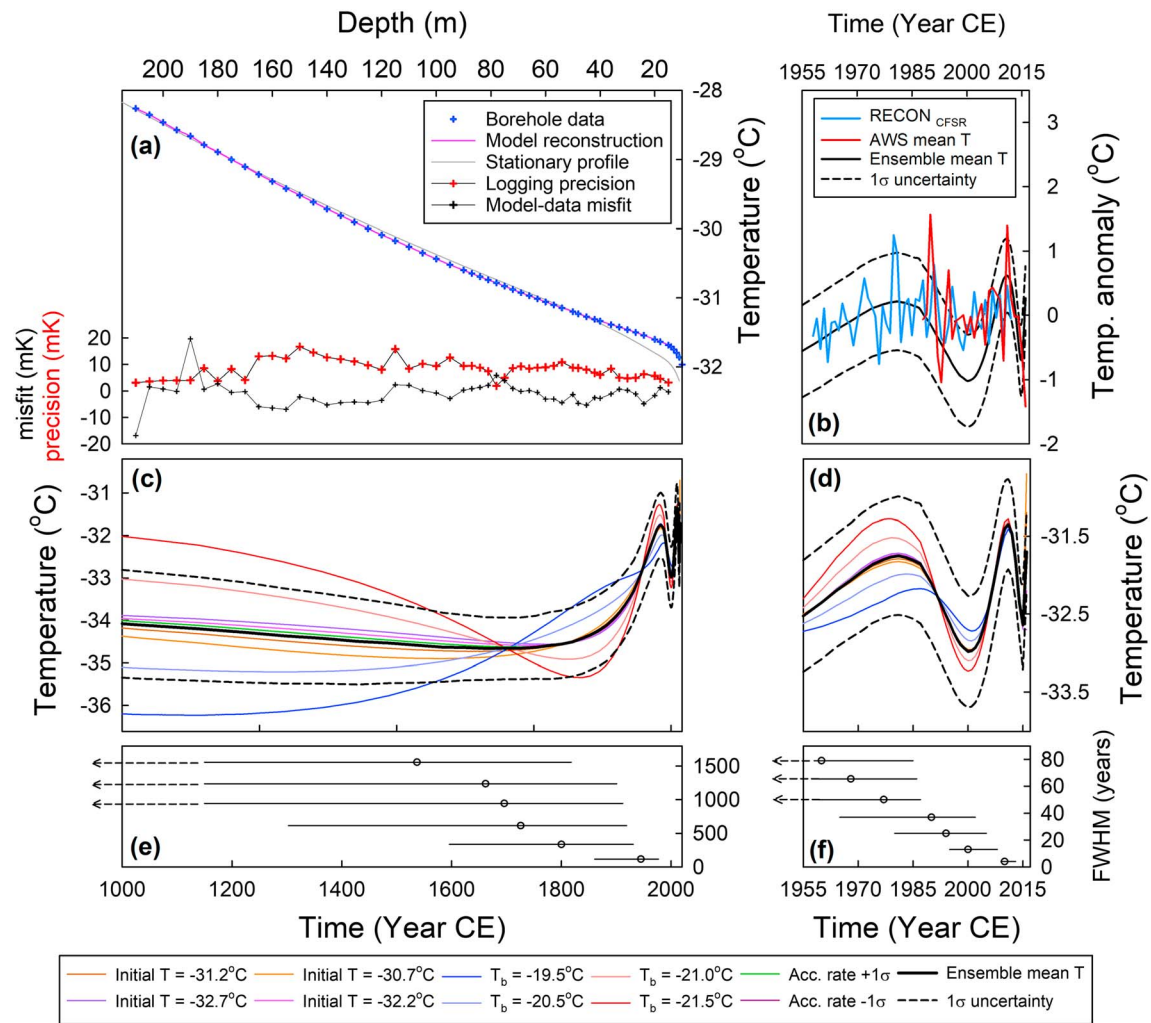 Depth (m)
Time (Year CE)
200 180 160 140 120 100 80 60 40 20
1955 1970 1985 2000 2015
(a)
Borehole data
Model reconstruction
Stationary profile
Logging precision
Model-data misfit
-28
-29
-30
-31
-32
Temperature (°C)
misfit (mK)
precision (mK)
20
10
0
-10
-20
RECON CFSR
AWS mean T
Ensemble mean T
1σ uncertainty
3
2
1
0
-1
-2
Temp. anomaly (°C)
(b)
(c)
Temperature (°C)
-31
-32
-33
-34
-35
-36
(d)
-31.5
-32.5
-33.5
Temperature (°C)
(e)
1500
1000
500
0
(f)
80
60
40
20
0
FWHM (years)
1000 1200 1400 1600 1800 2000
1955 1970 1985 2000 2015
Time (Year CE)
Time (Year CE)
Initial T = -31.2°C Initial T = -30.7°C Tb = -19.5°C Tb = -21.0°C Acc. rate +1σ Ensemble mean T
Initial T = -32.7°C Initial T = -32.2°C Tb = -20.5°C Tb = -21.5°C Acc. rate -1σ 1σ uncertainty